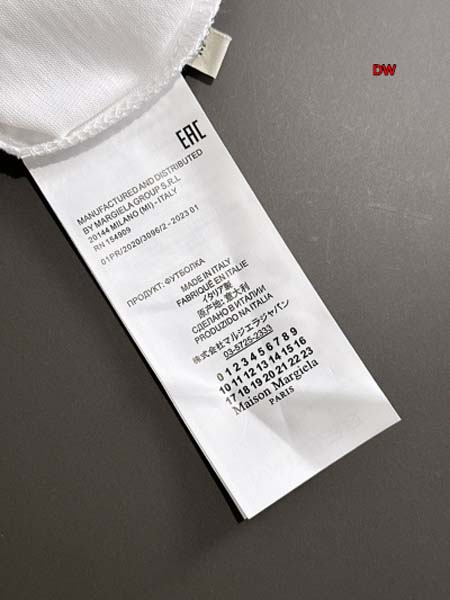 DW
EAC
MANUFACTURED AND DISTRIBUTED
BY MARGIELA GROUP S.R.L
20144 MILANO (MI) - ITALY
RN 154909
01PR/2020/3096/2 - 2023 01
ПРОДУКТ: ФУТБОЛКА
MADE IN ITALY
FABRIQUÉ EN ITALIE
イタリア製
原产地: 意大利
СДЕЛАНО В ИТАЛИИ
PRODUZIDO NA ITALIA
株式会社マルジェラジャパン
03-5725-2333
0 1 2 3 4 5 6 7 8 9
10 11 12 13 14 15 16
17 18 19 20 21 22 23
Maison Margiela
PARIS